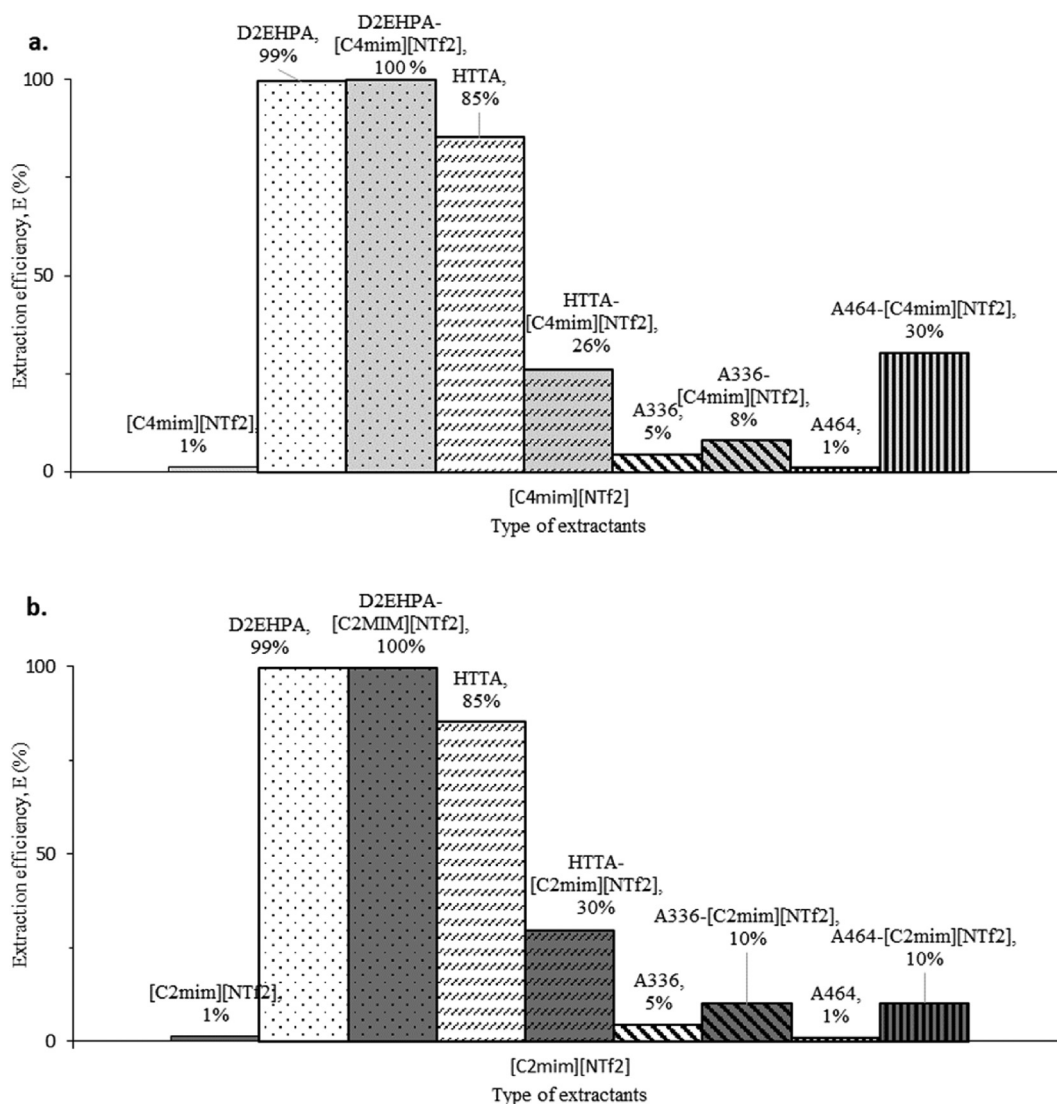 a.
D2EHPA,
99%
D2EHPA-
[C4mim][NTf2],
100 %
HTTA,
85%
100
50
0
Extraction efficiency, E (%)
[C4mim][NTf2],
1%
HTTA-
[C4mim][NTf2],
26%
A336,
5%
A336-
[C4mim][NTf2],
8%
A464,
1%
A464-[C4mim][NTf2],
30%
[C4mim][NTf2]
Type of extractants
b.
D2EHPA,
99%
D2EHPA-
[C2MIM][NTf2],
100%
HTTA,
85%
100
50
0
Extraction efficiency, E (%)
[C2mim][NTf2],
1%
HTTA-
[C2mim][NTf2],
30%
A336,
5%
A336-[C2mim][NTf2],
10%
A464,
1%
A464-[C2mim][NTf2],
10%
[C2mim][NTf2]
Type of extractants